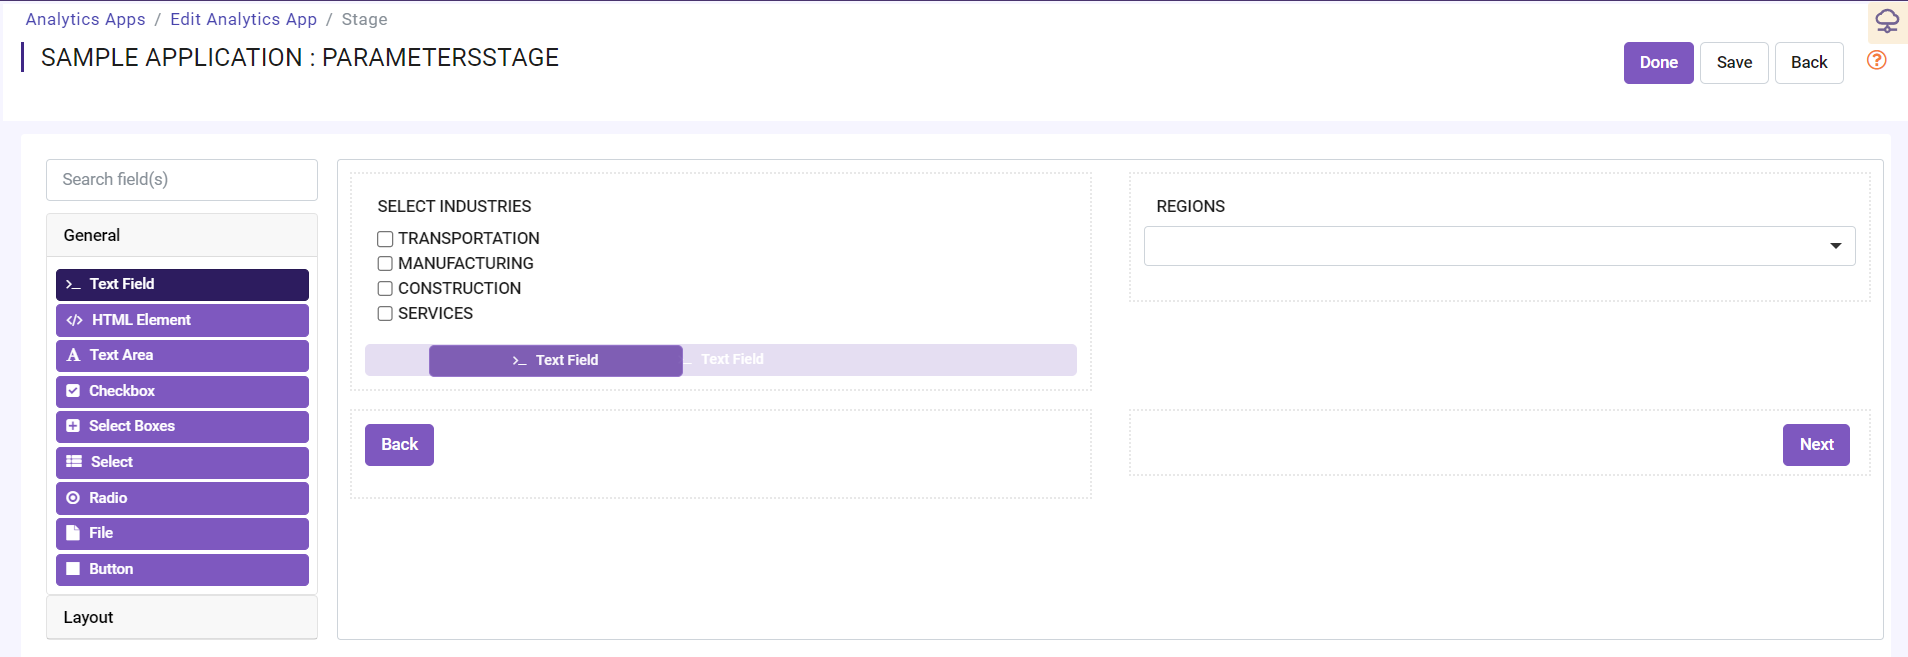 Analytics Apps / Edit Analytics App / Stage
SAMPLE APPLICATION : PARAMETERSSTAGE
Done
Save
Back
?
Search field(s)
General
Text Field
HTML Element
Text Area
Checkbox
Select Boxes
Select
Radio
File
Button
Layout
SELECT INDUSTRIES
TRANSPORTATION
MANUFACTURING
CONSTRUCTION
SERVICES
Text Field
Text Field
REGIONS
Back
Next